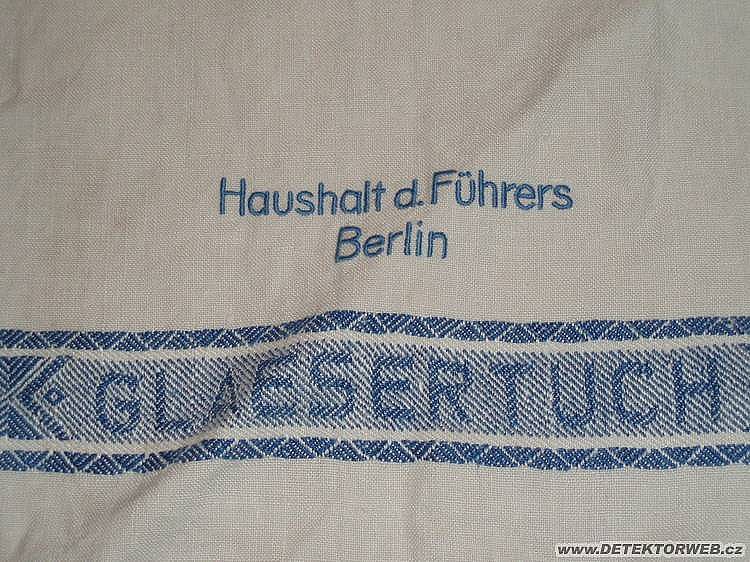 Haushalt d. Führers
Berlin
GLAESERTUCH
www.DETEKTORWEB.cz